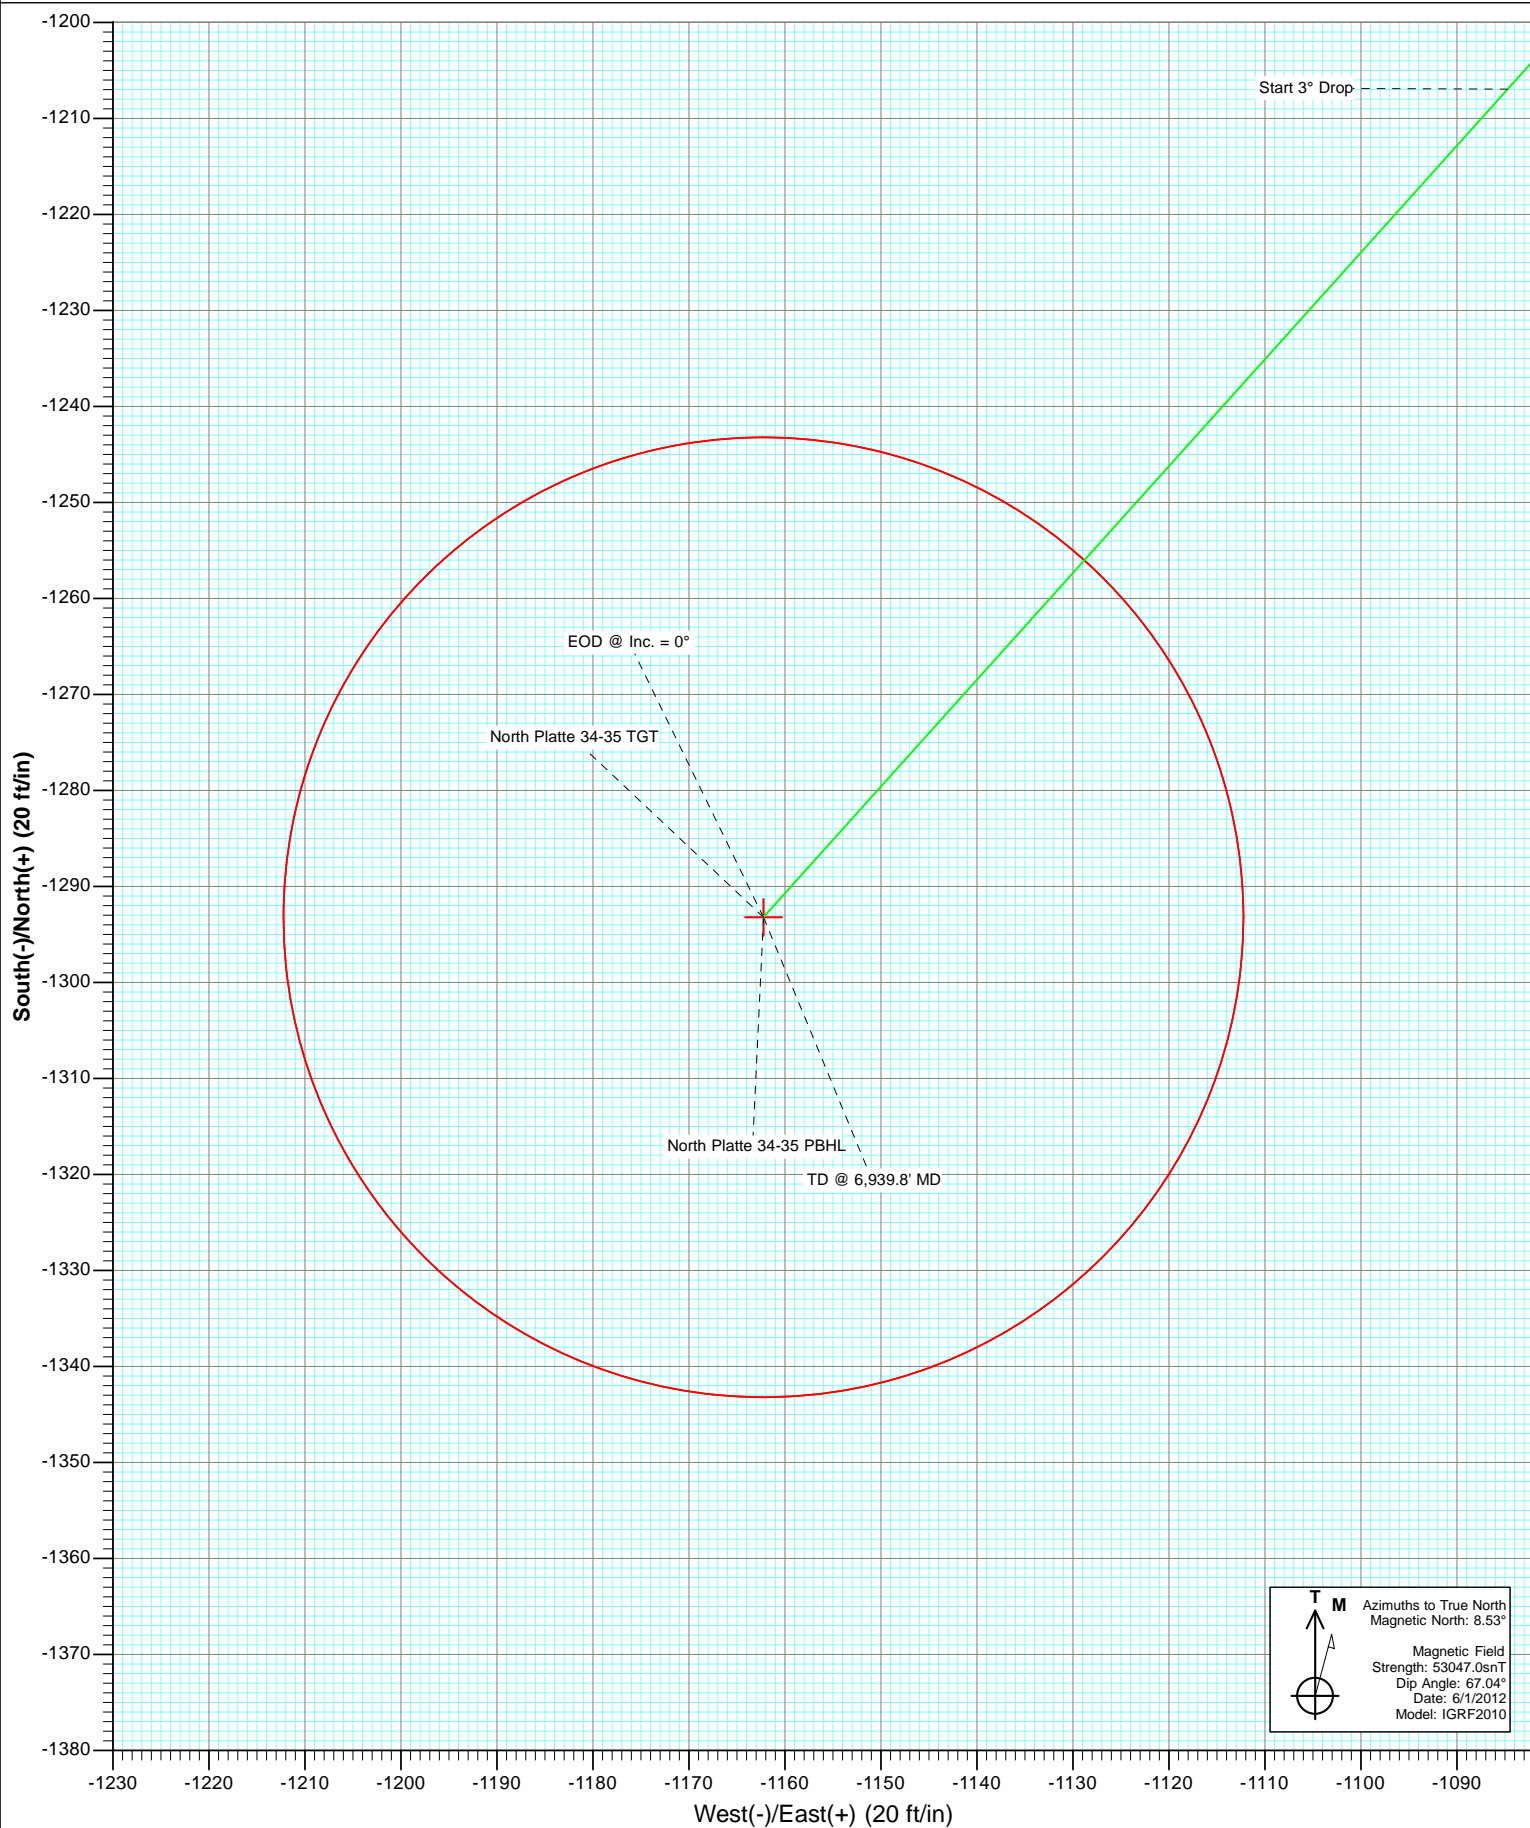 -1200
-1210
-1220
-1230
-1240
-1250
-1260
-1270
-1280
-1290
-1300
-1310
-1320
-1330
-1340
-1350
-1360
-1370
-1380
South(-)/North(+) (20 ft/in)
Start 3° Drop
EOD @ Inc. = 0°
North Platte 34-35 TGT
North Platte 34-35 PBHL
TD @ 6,939.8' MD
T M
Azimuths to True North
Magnetic North: 8.53°
Magnetic Field
Strength: 53047.0snT
Dip Angle: 67.04°
Date: 6/1/2012
Model: IGRF2010
-1230 -1220 -1210 -1200 -1190 -1180 -1170 -1160 -1150 -1140 -1130 -1120 -1110 -1100 -1090
West(-)/East(+) (20 ft/in)